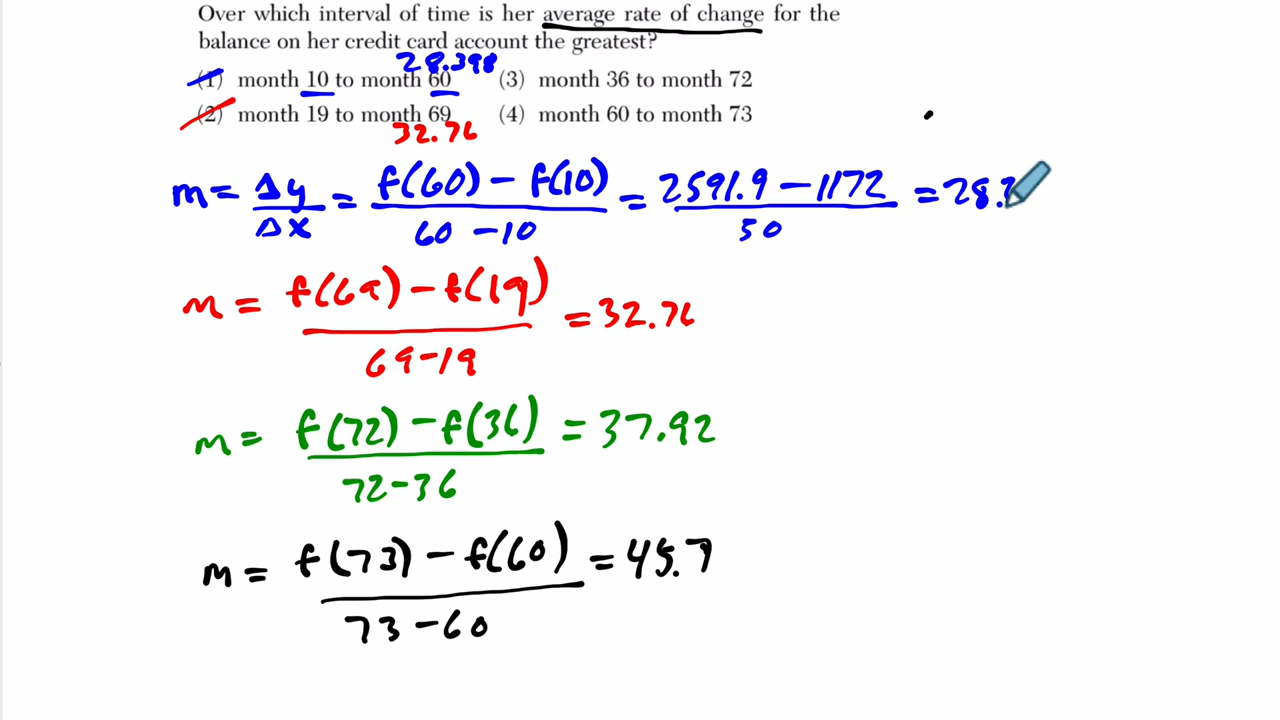 Over which interval of time is her average rate of change for the
balance on her credit card account the greatest?
28.398
(1) month 10 to month 60 (3) month 36 to month 72
(2) month 19 to month 69 (4) month 60 to month 73
32.76
m = Δy/Δx = f(60) - f(10)/60 - 10 = 2591.9 - 1172/50 = 28.
m = f(69) - f(19)/69 - 19 = 32.76
m = f(72) - f(36)/72 - 36 = 37.92
m = f(73) - f(60)/73 - 60 = 45.7